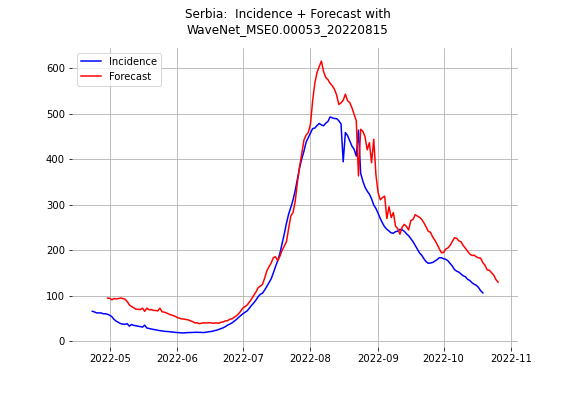 Serbia:  Incidence + Forecast with
WaveNet_MSE0.00053_20220815
Incidence
Forecast
600
500
400
300
200
100
0
2022-05 2022-06 2022-07 2022-08 2022-09 2022-10 2022-11